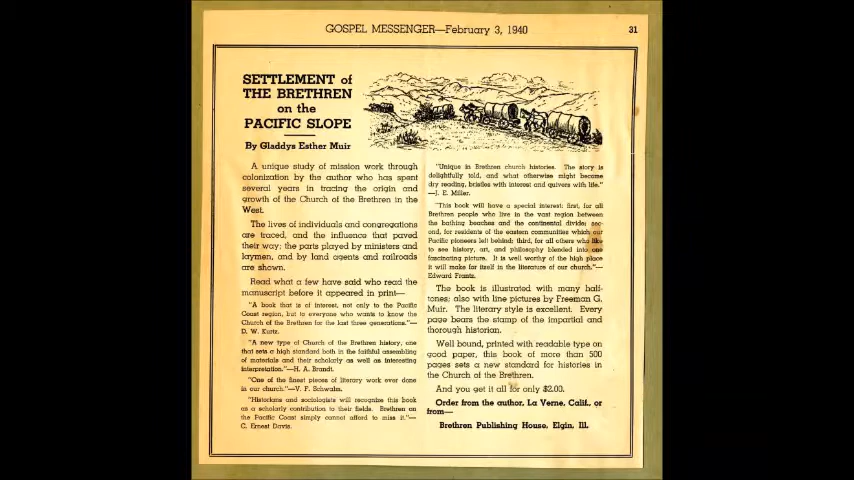 GOSPEL MESSENGER—February 3, 1940
31
SETTLEMENT of
THE BRETHREN
on the
PACIFIC SLOPE
By Gladdys Esther Muir
A unique study of mission work through
colonization by the author who has spent
several years in tracing the origin and
growth of the Church of the Brethren in the
West.
The lives of individuals and congregations
are traced, and the influence that paved
their way; the parts played by ministers and
laymen, and by land agents and railroads
are shown.
Read what a few have said who read the
manuscript before it appeared in print—
"A book that is of interest, not only to the Pacific
Coast region, but to everyone who wants to know the
Church of the Brethren for the last three generations."—
D. W. Kurtz.
"A new type of Church of the Brethren history, one
that sets a high standard both in the faithful assembling
of materials and their scholarly as well as interesting
interpretation."—H. A. Brandt.
"One of the finest pieces of literary work ever done
in our church."—V. F. Schwalm.
"Historians and sociologists will recognize this book
as a scholarly contribution to their fields. Brethren on
the Pacific Coast simply cannot afford to miss it."—
C. Ernest Davis.
"Unique in Brethren church histories. The story is
delightfully told, and what otherwise might become
dry reading, bristles with interest and quivers with life."
—J. E. Miller.
"This book will have a special interest: first, for all
Brethren people who live in the vast region between
the bathing beaches and the continental divide; sec-
ond, for residents of the eastern communities which our
Pacific pioneers left behind; third, for all others who like
to see history, art, and philosophy blended into one
fascinating picture. It is well worthy of the high place
it will make for itself in the literature of our church."—
Edward Frantz.
The book is illustrated with many half-
tones; also with line pictures by Freeman G.
Muir. The literary style is excellent. Every
page bears the stamp of the impartial and
thorough historian.
Well bound, printed with readable type on
good paper, this book of more than 500
pages sets a new standard for histories in
the Church of the Brethren.
And you get it all for only $2.00.
Order from the author, La Verne, Calif., or
from—
Brethren Publishing House, Elgin, Ill.